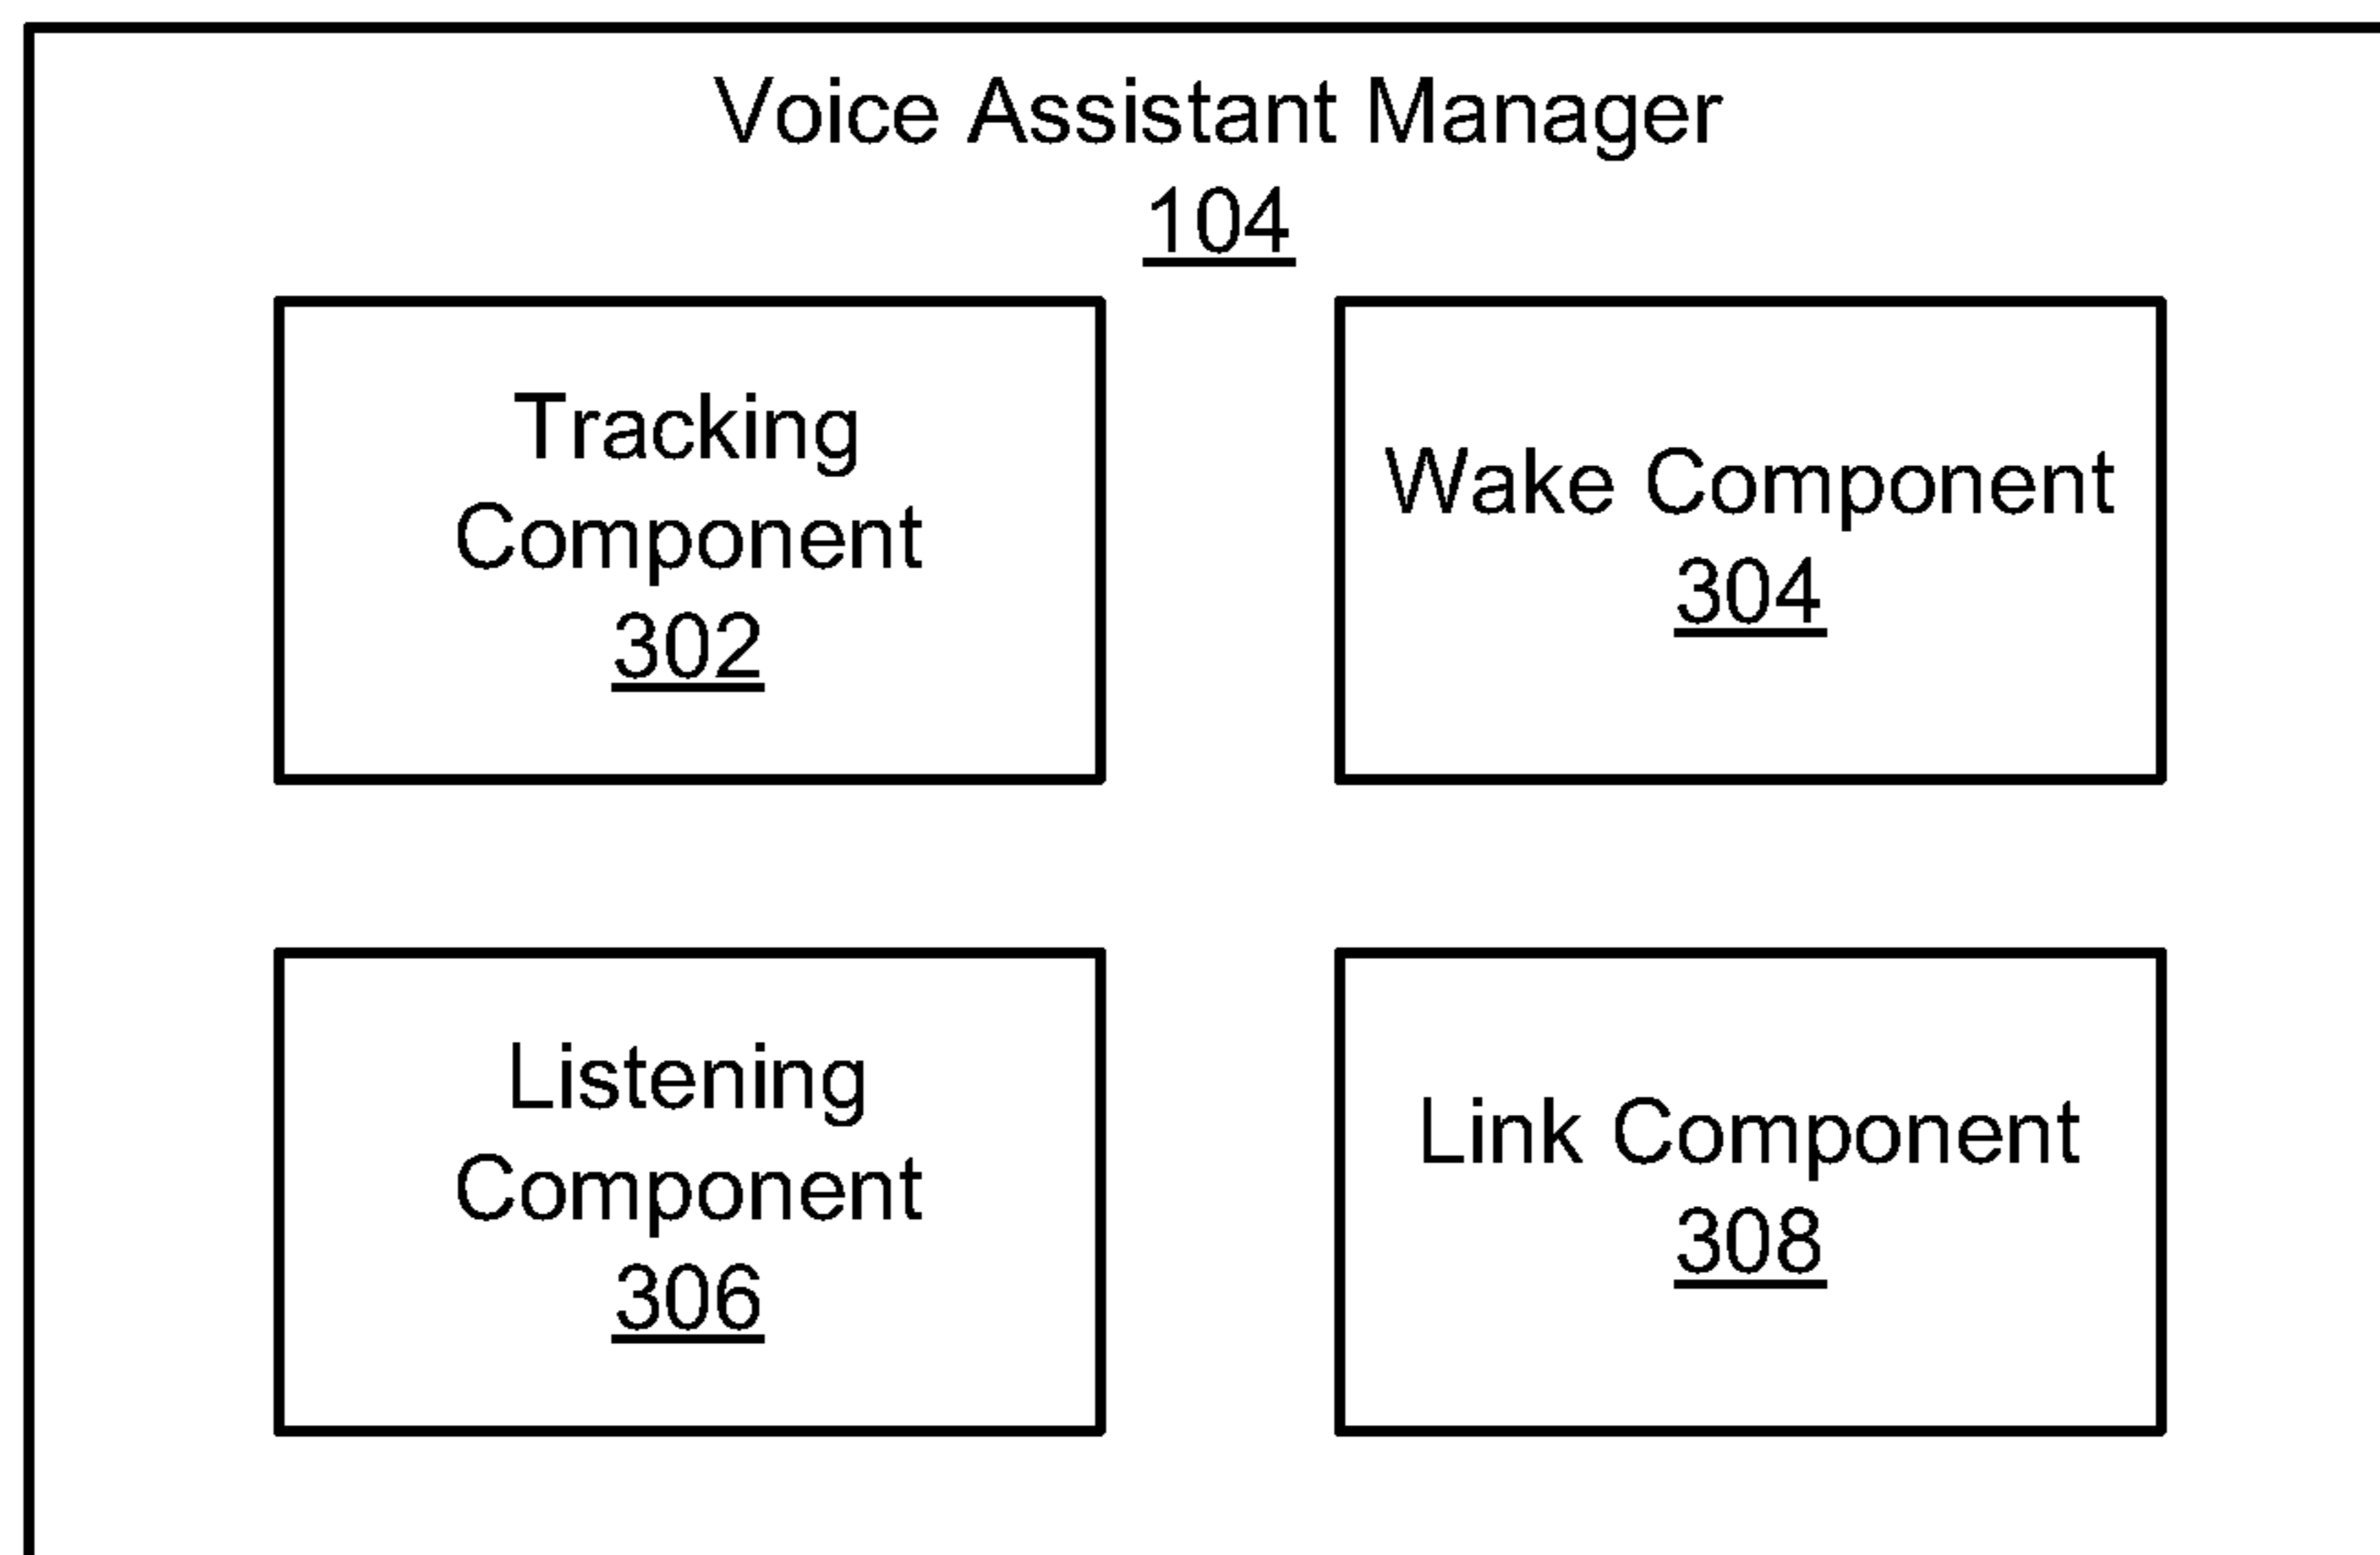 Voice Assistant Manager
104
Tracking
Component
302
Wake Component
304
Listening
Component
306
Link Component
308